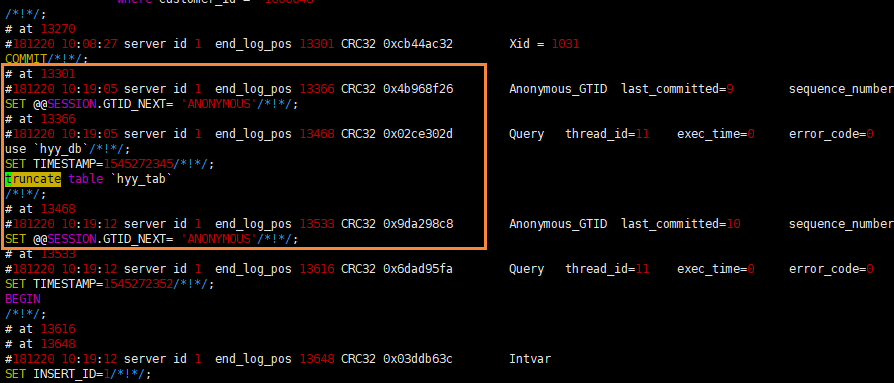 where customer_id =
/*!*/;
# at 13270
#181220 10:08:27 server id 1  end_log_pos 13301 CRC32 0xcb44ac32        Xid = 1031
COMMIT/*!*/;
# at 13301
#181220 10:19:05 server id 1  end_log_pos 13366 CRC32 0x4b968f26        Anonymous_GTID  last_committed=9        sequence_number
SET @@SESSION.GTID_NEXT= 'ANONYMOUS'/*!*/;
# at 13366
#181220 10:19:05 server id 1  end_log_pos 13468 CRC32 0x02ce302d        Query   thread_id=11    exec_time=0     error_code=0
use `hyy_db`/*!*/;
SET TIMESTAMP=1545272345/*!*/;
truncate table `hyy_tab`
/*!*/;
# at 13468
#181220 10:19:12 server id 1  end_log_pos 13533 CRC32 0x9da298c8        Anonymous_GTID  last_committed=10       sequence_number
SET @@SESSION.GTID_NEXT= 'ANONYMOUS'/*!*/;
# at 13533
#181220 10:19:12 server id 1  end_log_pos 13616 CRC32 0x6dad95fa        Query   thread_id=11    exec_time=0     error_code=0
SET TIMESTAMP=1545272352/*!*/;
BEGIN
/*!*/;
# at 13616
# at 13648
#181220 10:19:12 server id 1  end_log_pos 13648 CRC32 0x03ddb63c        Intvar
SET INSERT_ID=1/*!*/;